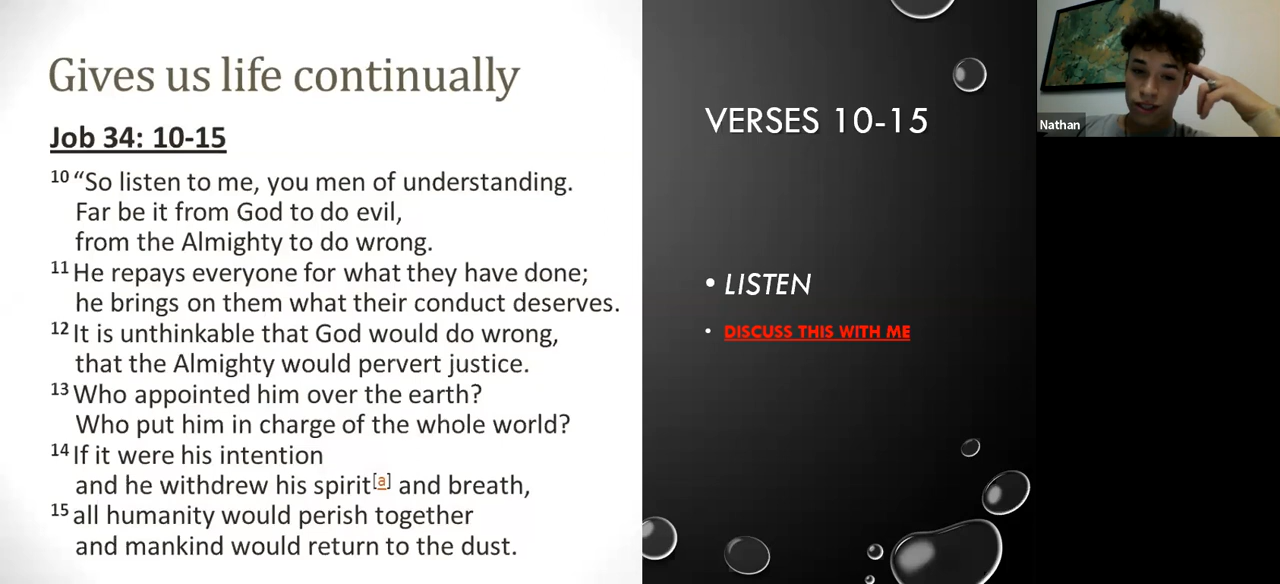 Gives us life continually
Job 34: 10-15
10 “So listen to me, you men of understanding.
Far be it from God to do evil,
from the Almighty to do wrong.
11 He repays everyone for what they have done;
he brings on them what their conduct deserves.
12 It is unthinkable that God would do wrong,
that the Almighty would pervert justice.
13 Who appointed him over the earth?
Who put him in charge of the whole world?
14 If it were his intention
and he withdrew his spirit[a] and breath,
15 all humanity would perish together
and mankind would return to the dust.
VERSES 10-15
• LISTEN
• DISCUSS THIS WITH ME
Nathan